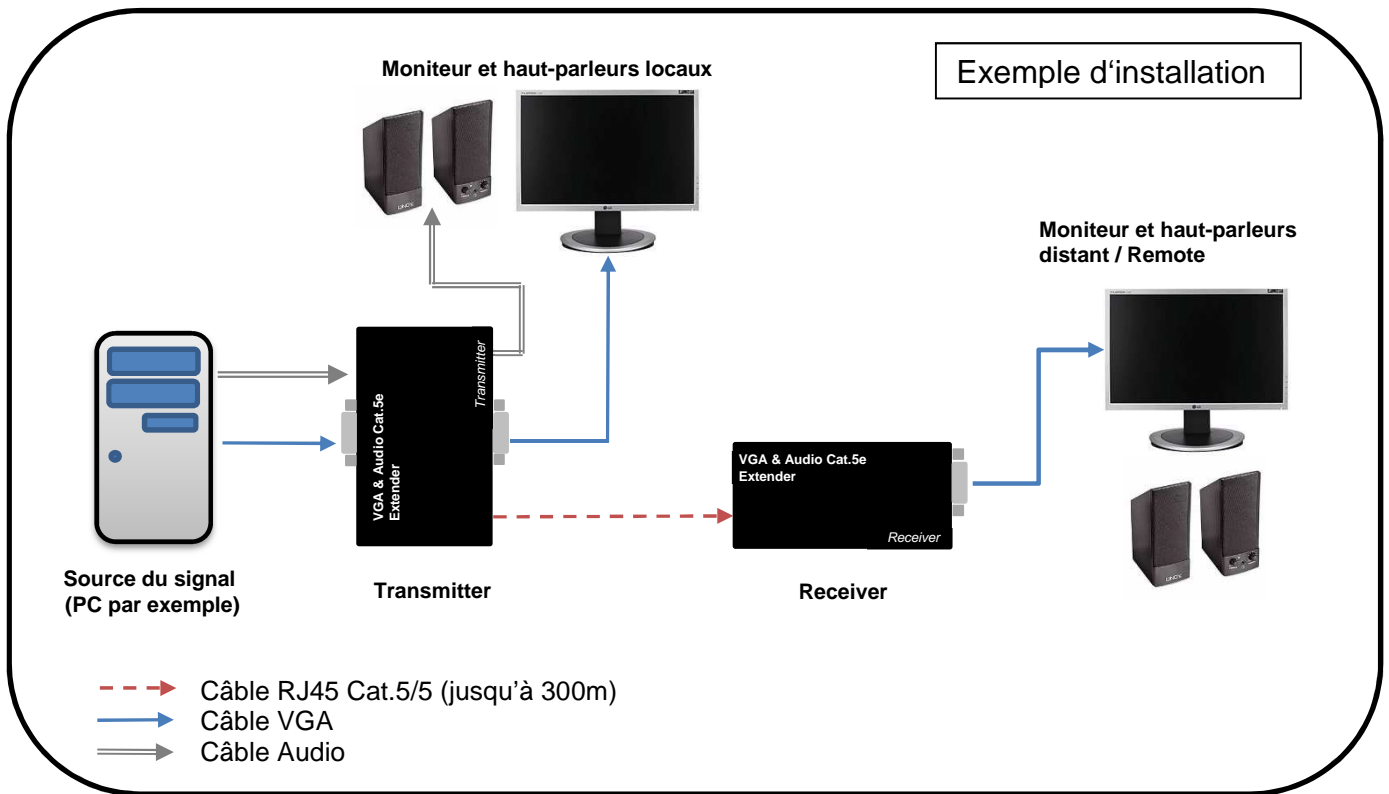 Exemple d‘installation
Moniteur et haut-parleurs locaux
Moniteur et haut-parleurs
distant / Remote
VGA & Audio Cat.5e
Extender
Transmitter
VGA & Audio Cat.5e
Extender
Receiver
Source du signal
(PC par exemple)
Transmitter
Receiver
Câble RJ45 Cat.5/5 (jusqu’à 300m)
Câble VGA
Câble Audio